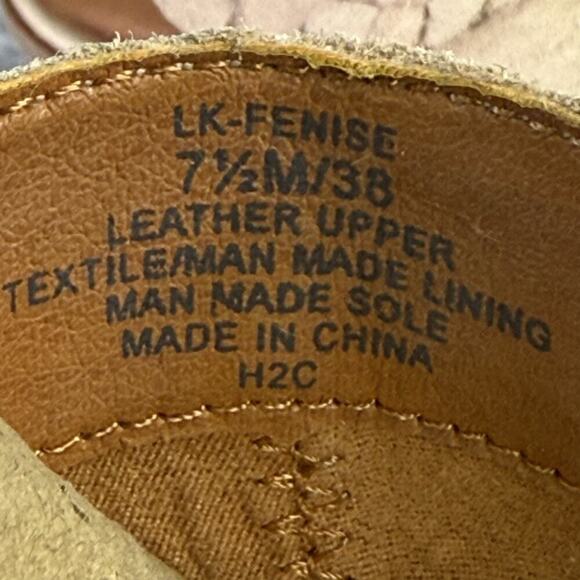 LK-FENISE
7½M/38
LEATHER UPPER
TEXTILE/MAN MADE LINING
MAN MADE SOLE
MADE IN CHINA
H2C